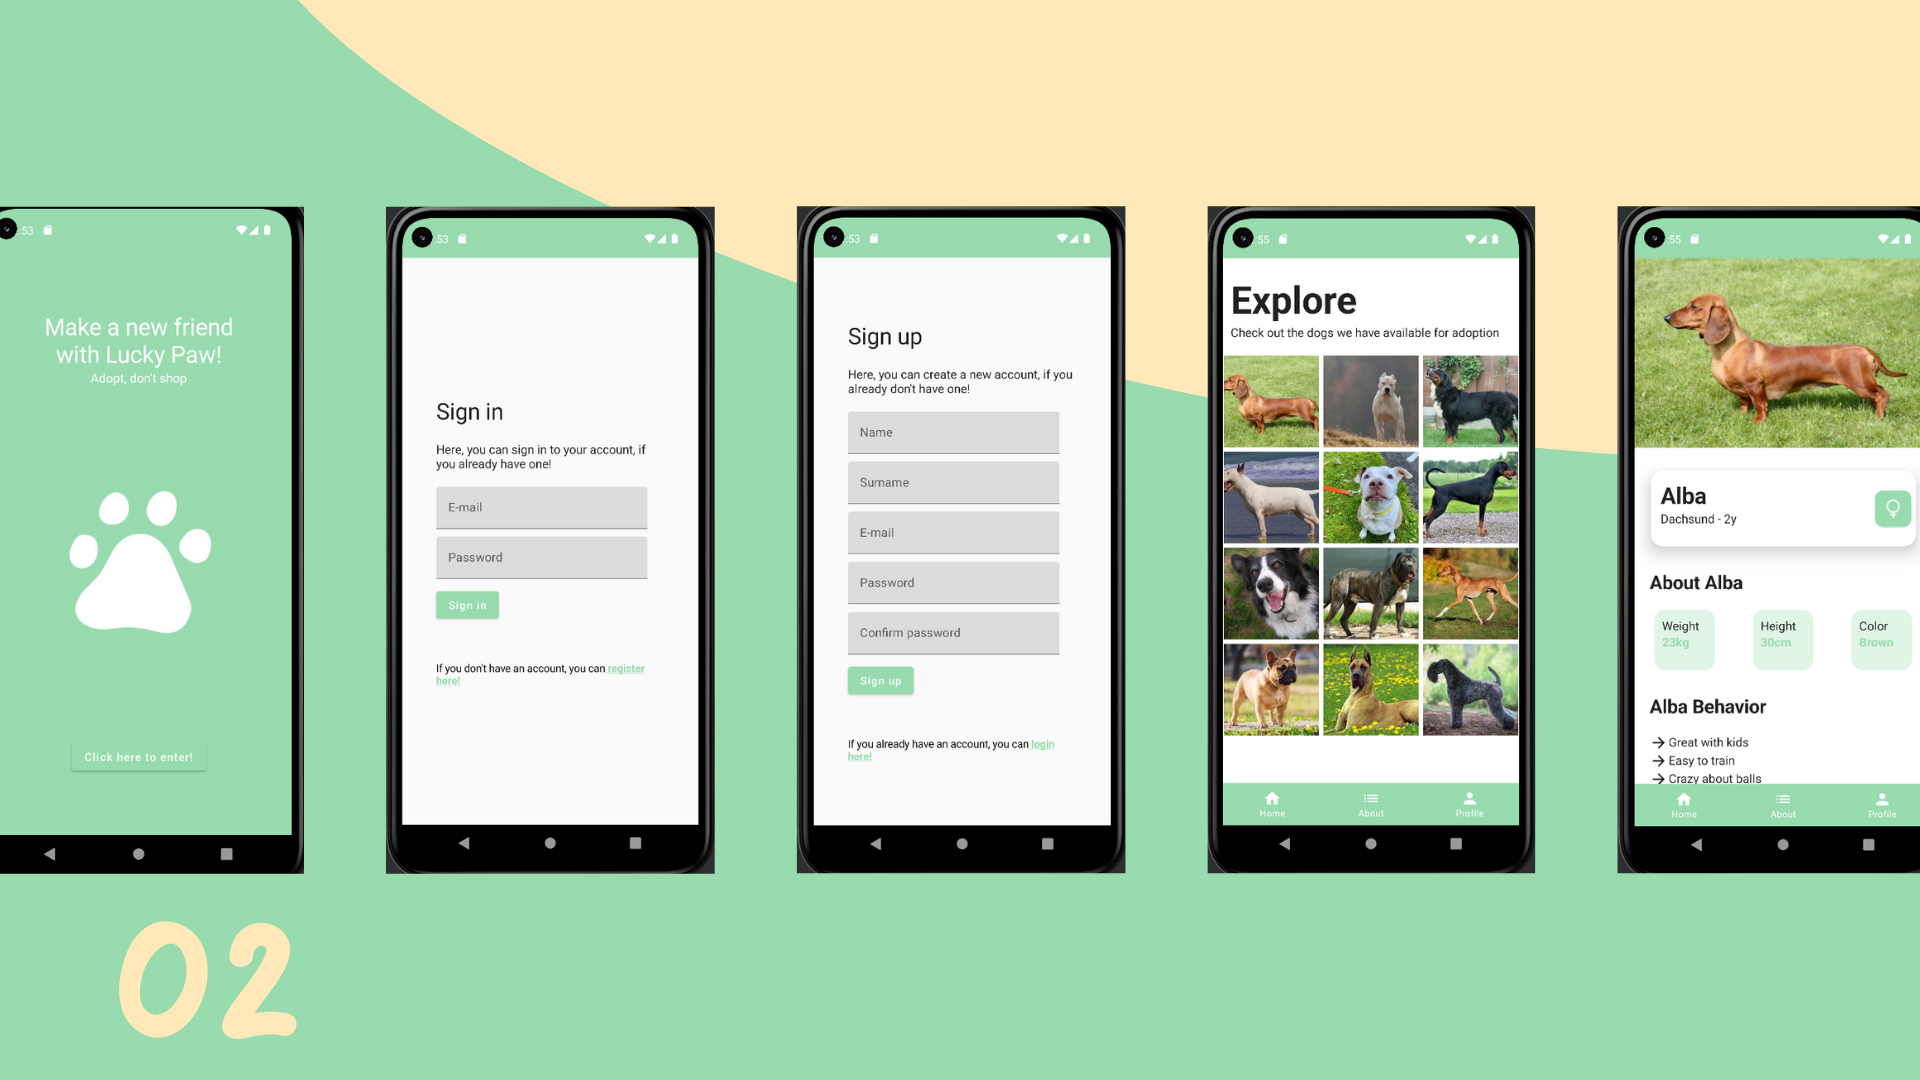 :53
Make a new friend
with Lucky Paw!
Adopt, don't shop
Click here to enter!
:53
Sign in
Here, you can sign in to your account, if
you already have one!
E-mail
Password
Sign in
If you don't have an account, you can register
here!
:53
Sign up
Here, you can create a new account, if you
already don't have one!
Name
Surname
E-mail
Password
Confirm password
Sign up
If you already have an account, you can login
here!
:55
Explore
Check out the dogs we have available for adoption
Home About Profile
:55
Alba
Dachsund - 2y
About Alba
Weight Height Color
23kg 30cm Brown
Alba Behavior
Great with kids
Easy to train
Crazy about balls
Home About Profile
02